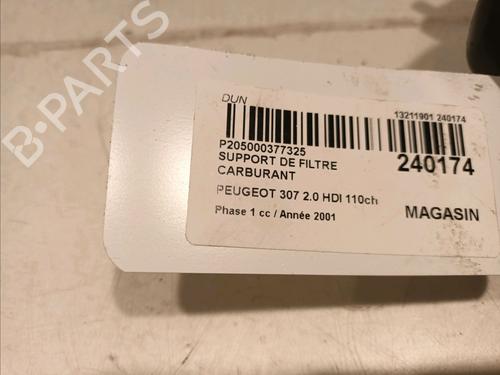 B-PARTS
DUN
13211901 240174
P205000377325
SUPPORT DE FILTRE
CARBURANT
240174
PEUGEOT 307 2.0 HDI 110ch
MAGASIN
Phase 1 cc / Année 2001